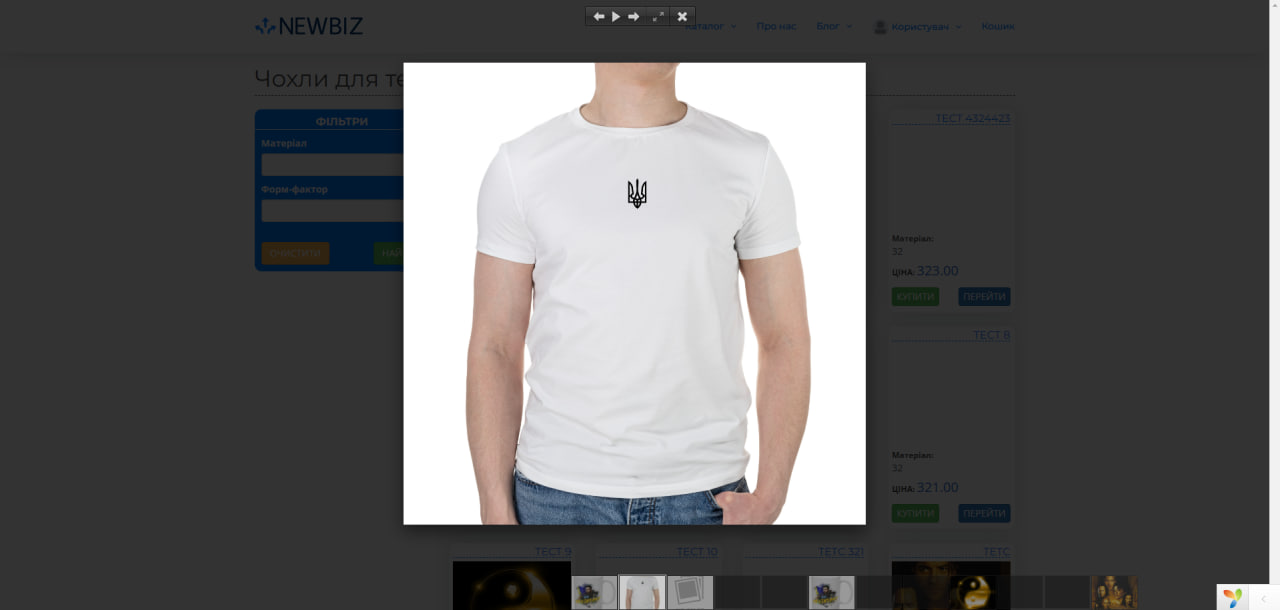 NEWBIZ
Каталог
Про нас
Блог
Користувач
Кошик
Чохли для те
ФІЛЬТРИ
Матеріал
Форм-фактор
ОЧИСТИТИ
НАЙ
ТЕСТ 4324423
Матеріал:
32
ЦІНА: 323.00
КУПИТИ
ПЕРЕЙТИ
ТЕСТ 8
Матеріал:
32
ЦІНА: 321.00
КУПИТИ
ПЕРЕЙТИ
ТЕСТ 9
ТЕСТ 10
ТЕТС 32)
ТЕТС